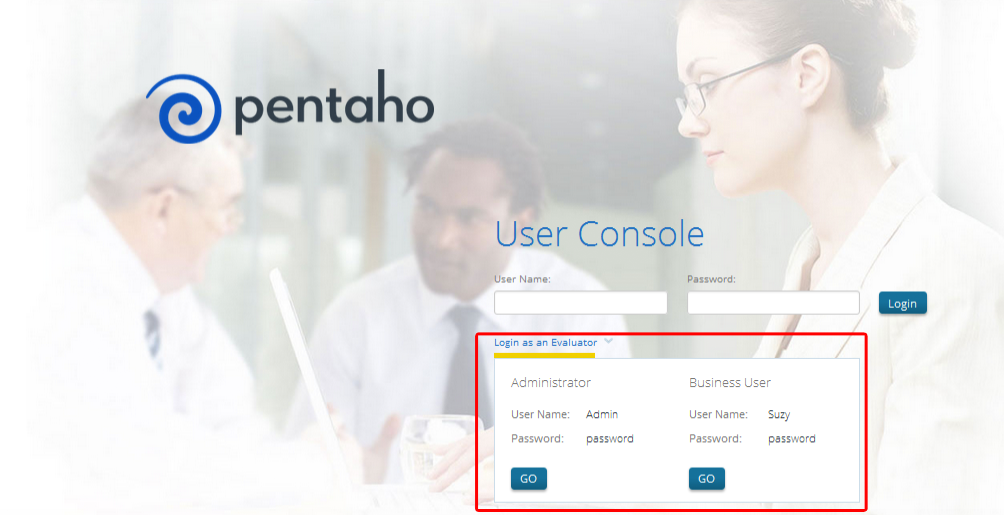 pentaho
User Console
User Name: Password:
Login
Login as an Evaluator
Administrator Business User
User Name: Admin User Name: Suzy
Password: password Password: password
GO GO